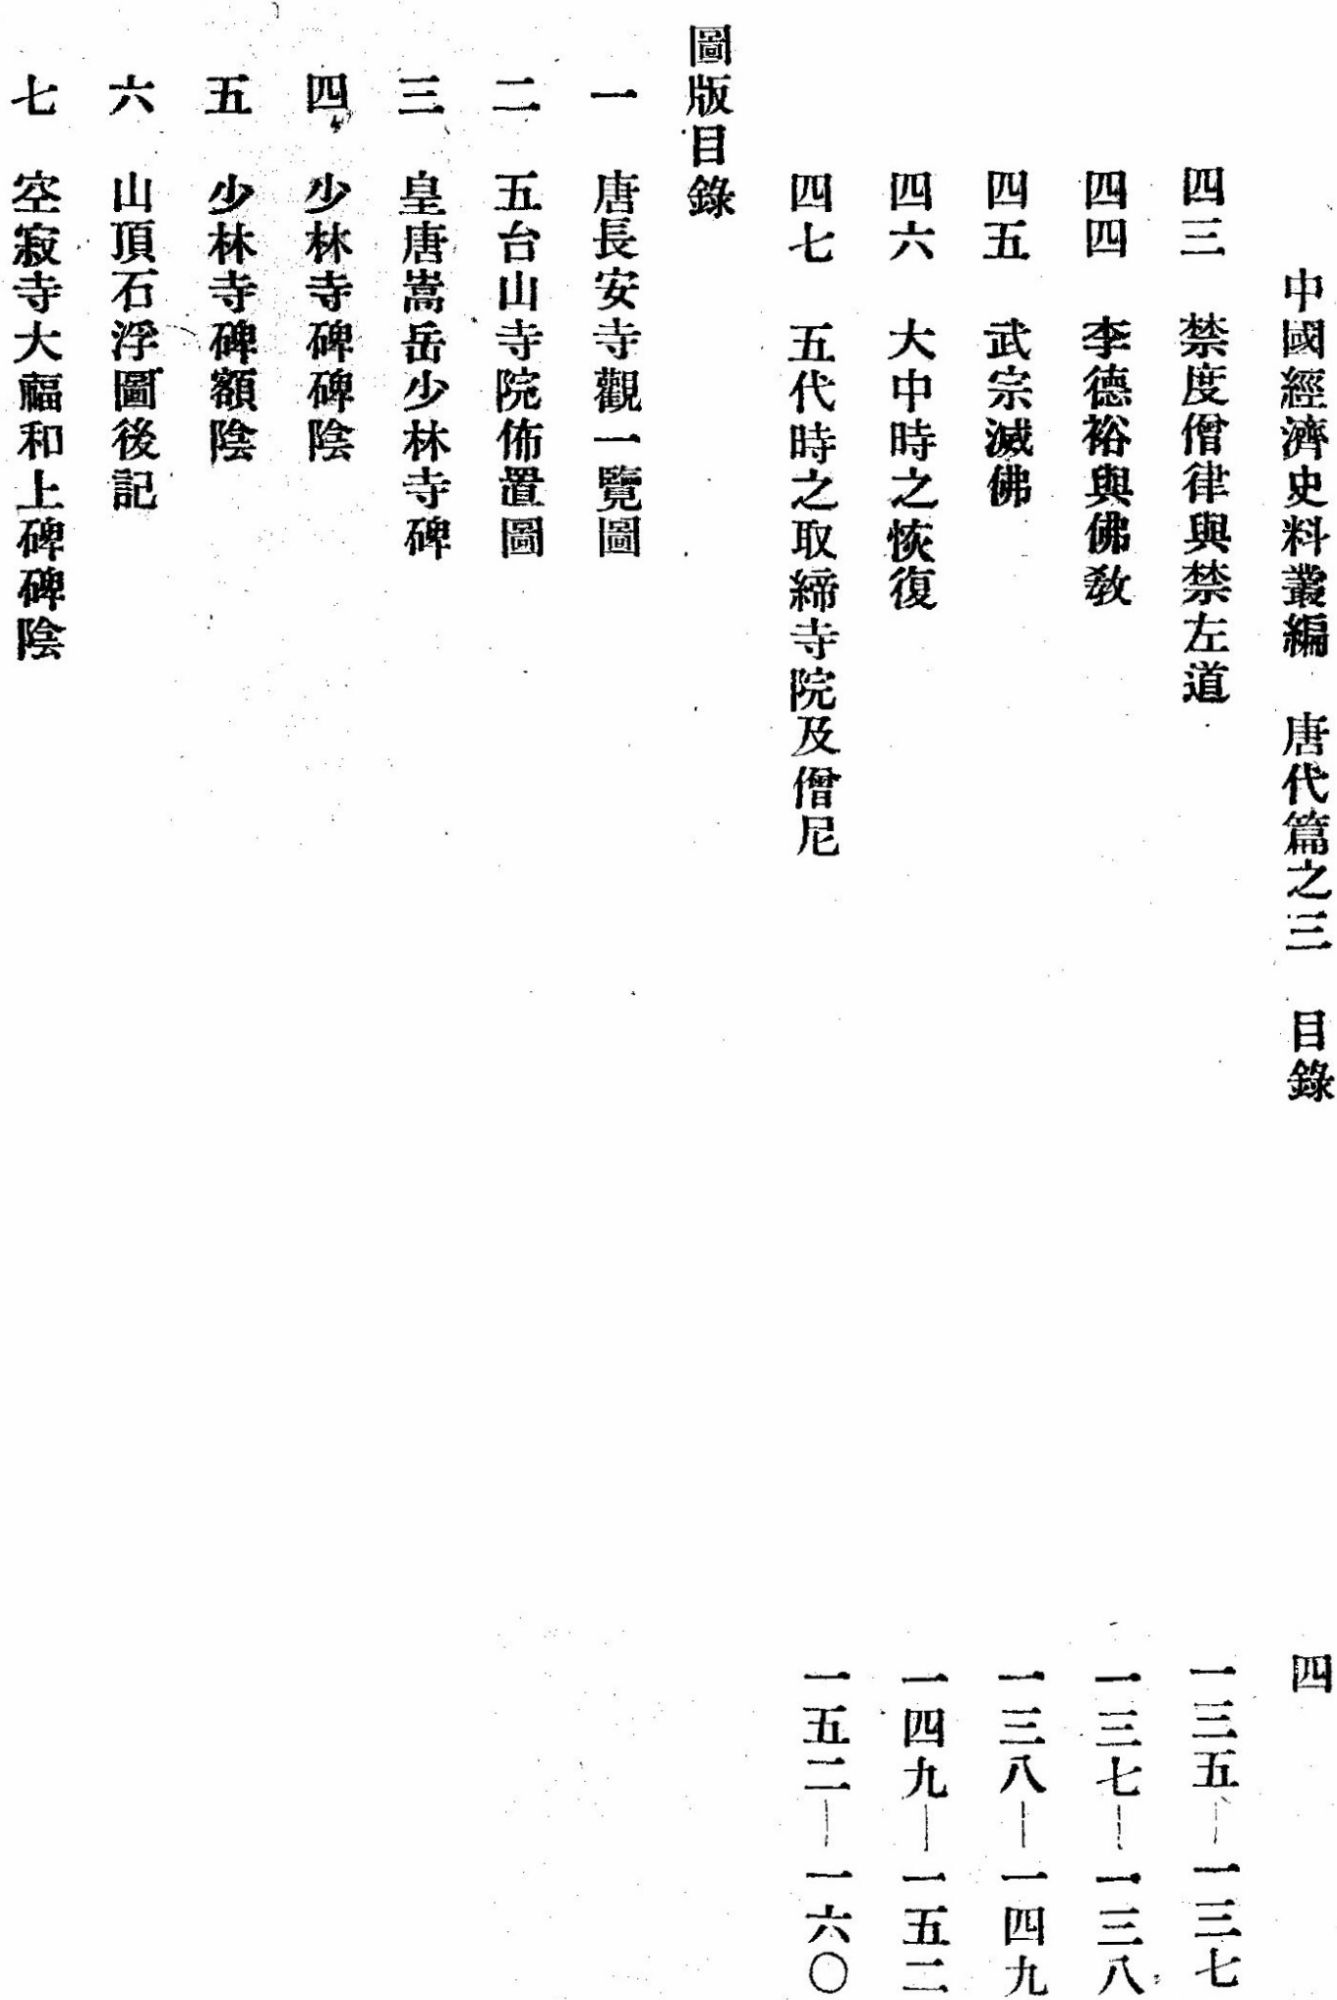 中國經濟史料叢編　唐代篇之三　目錄　四
四三　禁度僧律與禁左道　一三五—一三七
四四　李德裕與佛教　一三七—一三八
四五　武宗滅佛　一三八—一四九
四六　大中時之恢復　一四九—一五二
四七　五代時之取締寺院及僧尼　一五二—一六〇
圖版目錄
一　唐長安寺觀一覽圖
二　五台山寺院佈置圖
三　皇唐嵩岳少林寺碑
四　少林寺碑碑陰
五　少林寺碑額陰
六　山頂石浮圖後記
七　空寂寺大福和上碑碑陰